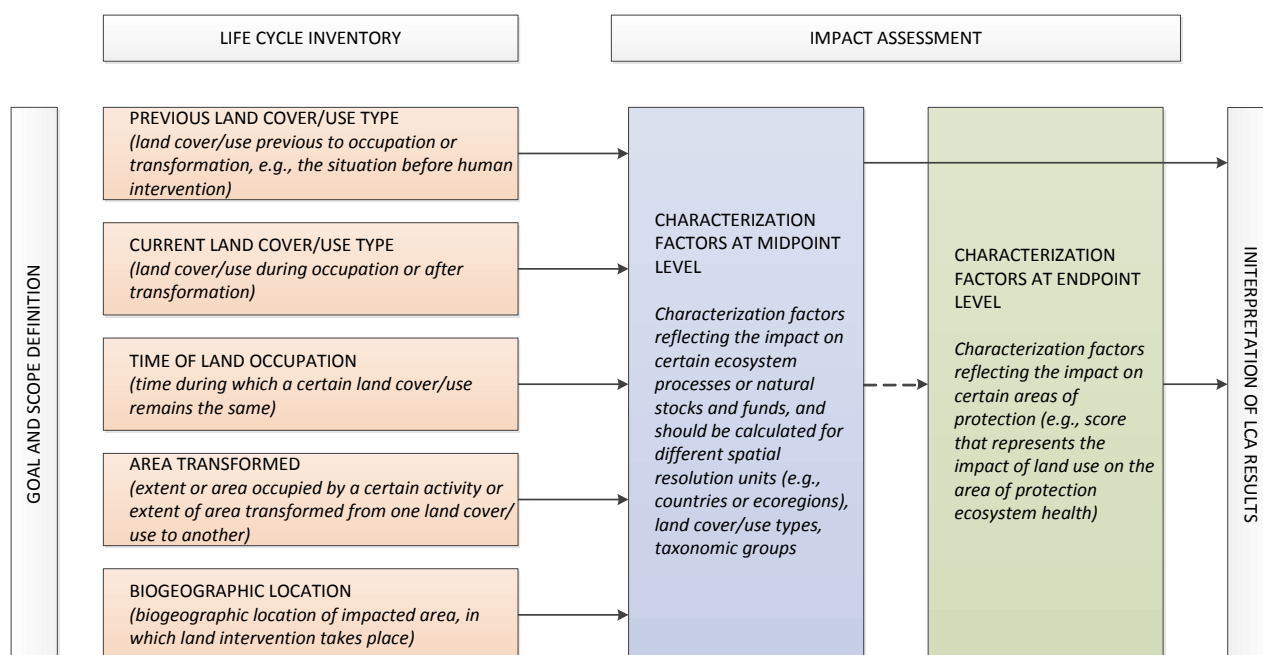 LIFE CYCLE INVENTORY
IMPACT ASSESSMENT
GOAL AND SCOPE DEFINITION
PREVIOUS LAND COVER/USE TYPE
(land cover/use previous to occupation or
transformation, e.g., the situation before human
intervention)
CURRENT LAND COVER/USE TYPE
(land cover/use during occupation or after
transformation)
TIME OF LAND OCCUPATION
(time during which a certain land cover/use
remains the same)
AREA TRANSFORMED
(extent or area occupied by a certain activity or
extent of area transformed from one land cover/
use to another)
BIOGEOGRAPHIC LOCATION
(biogeographic location of impacted area, in
which land intervention takes place)
CHARACTERIZATION
FACTORS AT MIDPOINT
LEVEL
Characterization factors
reflecting the impact on
certain ecosystem
processes or natural
stocks and funds, and
should be calculated for
different spatial
resolution units (e.g.,
countries or ecoregions),
land cover/use types,
taxonomic groups
CHARACTERIZATION
FACTORS AT ENDPOINT
LEVEL
Characterization factors
reflecting the impact on
certain areas of
protection (e.g., score
that represents the
impact of land use on the
area of protection
ecosystem health)
INITERPRETATION OF LCA RESULTS